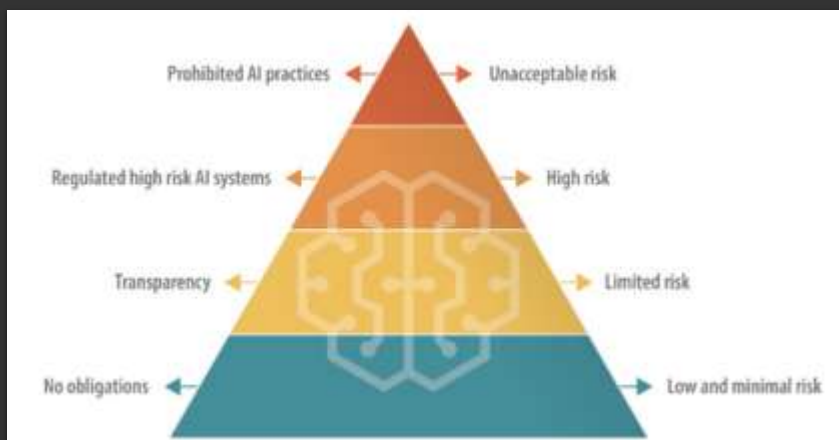 Prohibited AI practices
Unacceptable risk
Regulated high risk AI systems
High risk
Transparency
Limited risk
No obligations
Low and minimal risk